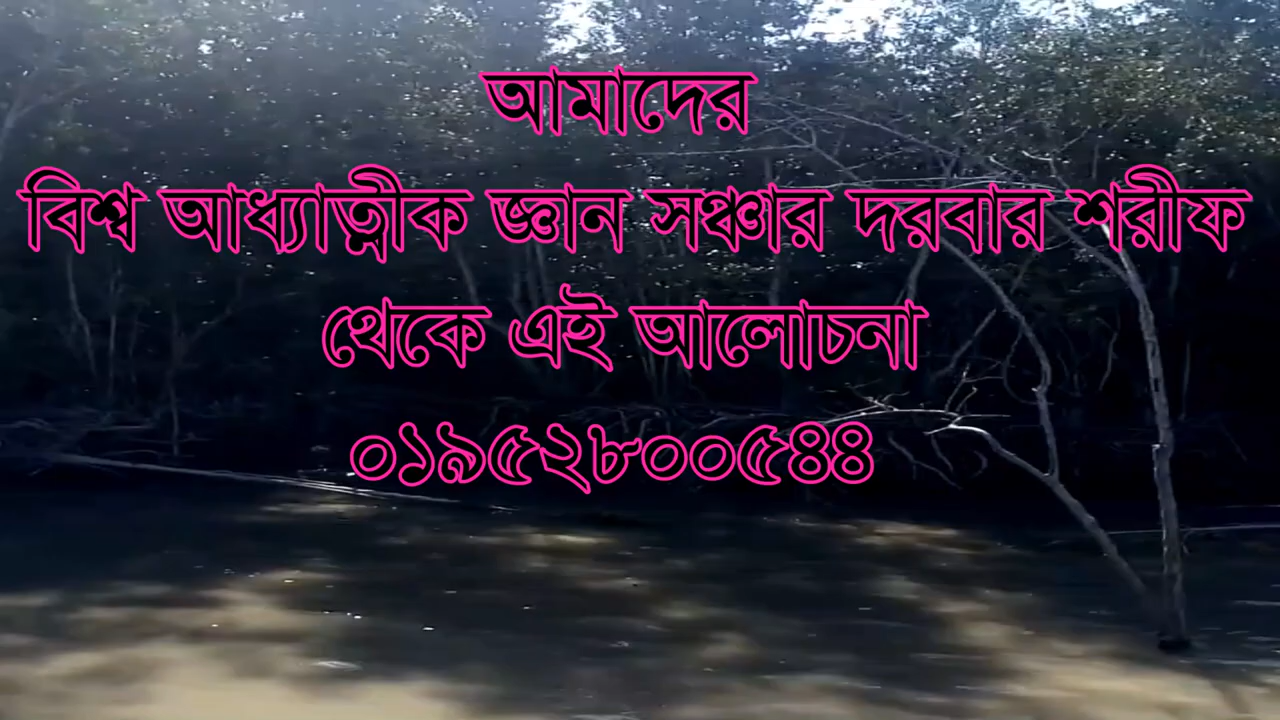 আমাদের
বিশ্ব আধ্যাত্নীক জ্ঞান সঞ্চার দরবার শরীফ
থেকে এই আলোচনা
০১৯৫২৮০০৫৪৪